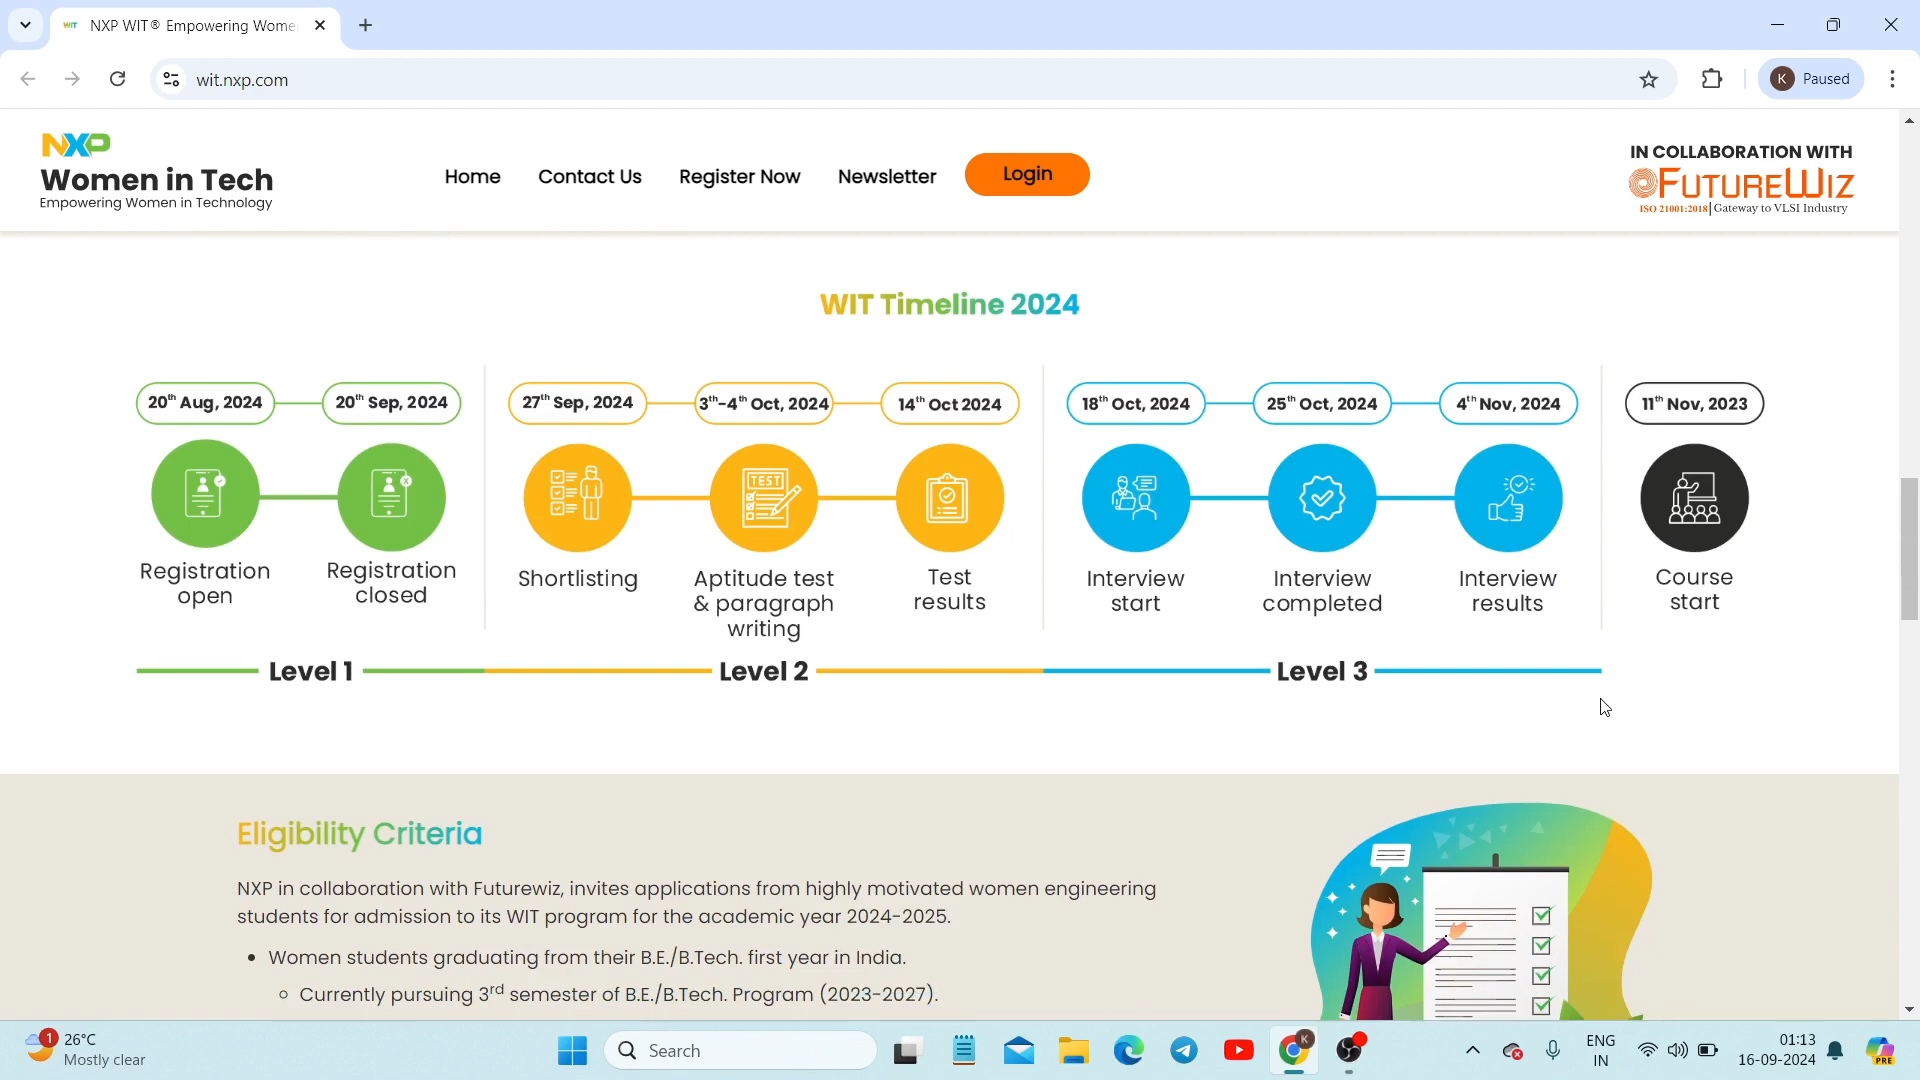 WIT
NXP WIT® Empowering Wome
wit.nxp.com
K
Paused
NXP
Women in Tech
Empowering Women in Technology
Home
Contact Us
Register Now
Newsletter
Login
IN COLLABORATION WITH
FUTUREWIZ
ISO 21001:2018| Gateway to VLSI Industry
WIT Timeline 2024
20th Aug, 2024
20th Sep, 2024
27th Sep, 2024
3th-4th Oct, 2024
14th Oct 2024
18th Oct, 2024
25th Oct, 2024
4th Nov, 2024
11th Nov, 2023
TEST
Registration
open
Registration
closed
Shortlisting
Aptitude test
& paragraph
writing
Test
results
Interview
start
Interview
completed
Interview
results
Course
start
Level 1
Level 2
Level 3
Eligibility Criteria
NXP in collaboration with Futurewiz, invites applications from highly motivated women engineering
students for admission to its WIT program for the academic year 2024-2025.
• Women students graduating from their B.E./B.Tech. first year in India.
○ Currently pursuing 3rd semester of B.E./B.Tech. Program (2023-2027).
1
26°C
Mostly clear
Search
K
ENG
IN
01:13
16-09-2024
PRE